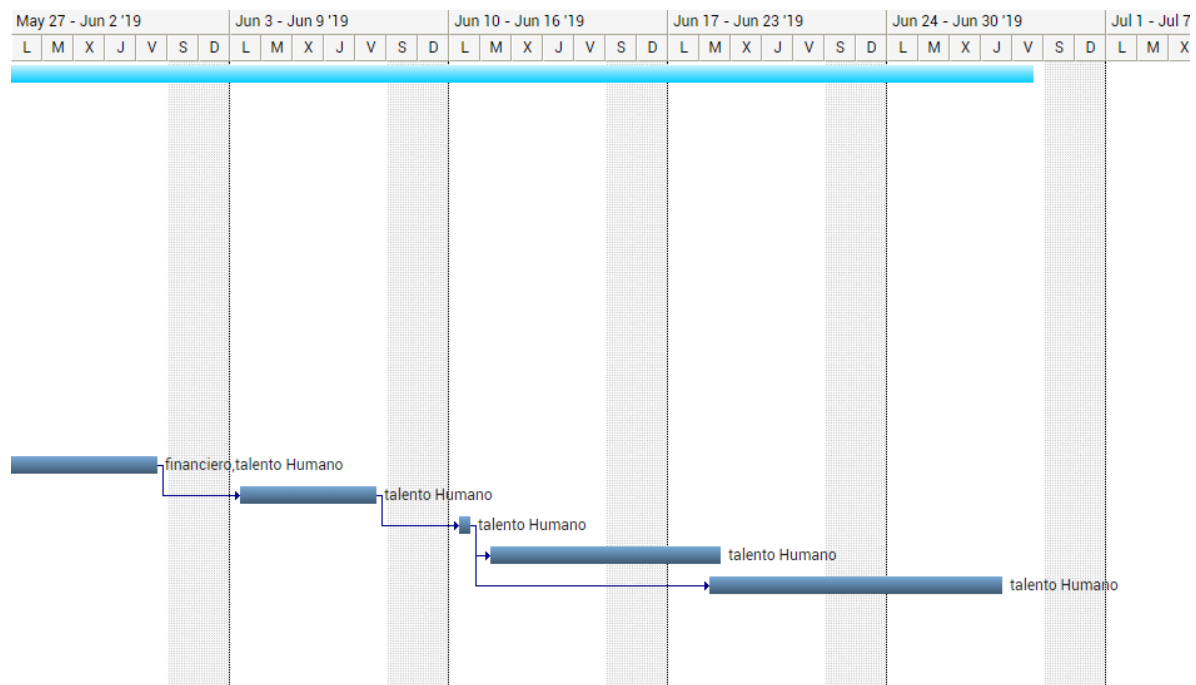 May 27 - Jun 2 '19 Jun 3 - Jun 9 '19 Jun 10 - Jun 16 '19 Jun 17 - Jun 23 '19 Jun 24 - Jun 30 '19 Jul 1 - Jul 7
L M X J V S D L M X J V S D L M X J V S D L M X J V S D L M X J V S D L M X
financiero,talento Humano
talento Humano
talento Humano
talento Humano
talento Humano